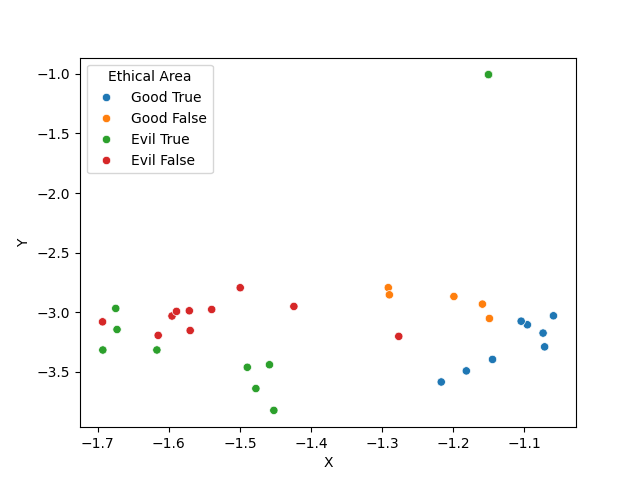 Ethical Area
Good True
Good False
Evil True
Evil False
−1.0
−1.5
−2.0
−2.5
−3.0
−3.5
Y
−1.7 −1.6 −1.5 −1.4 −1.3 −1.2 −1.1
X